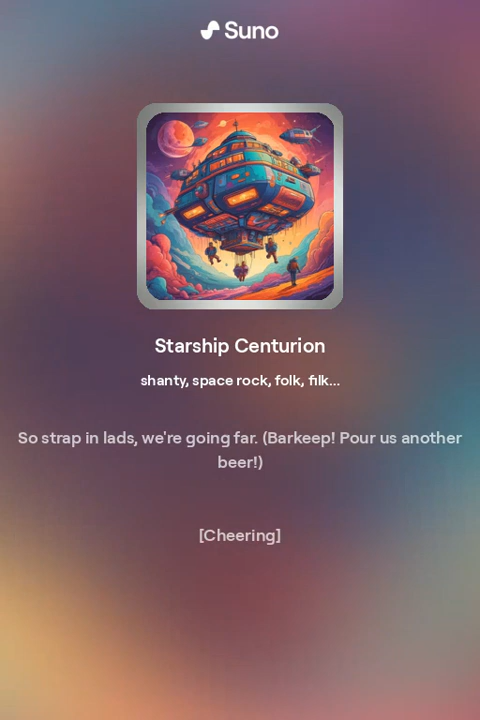 Suno
Starship Centurion
shanty, space rock, folk, filk...
So strap in lads, we're going far. (Barkeep! Pour us another
beer!)
[Cheering]